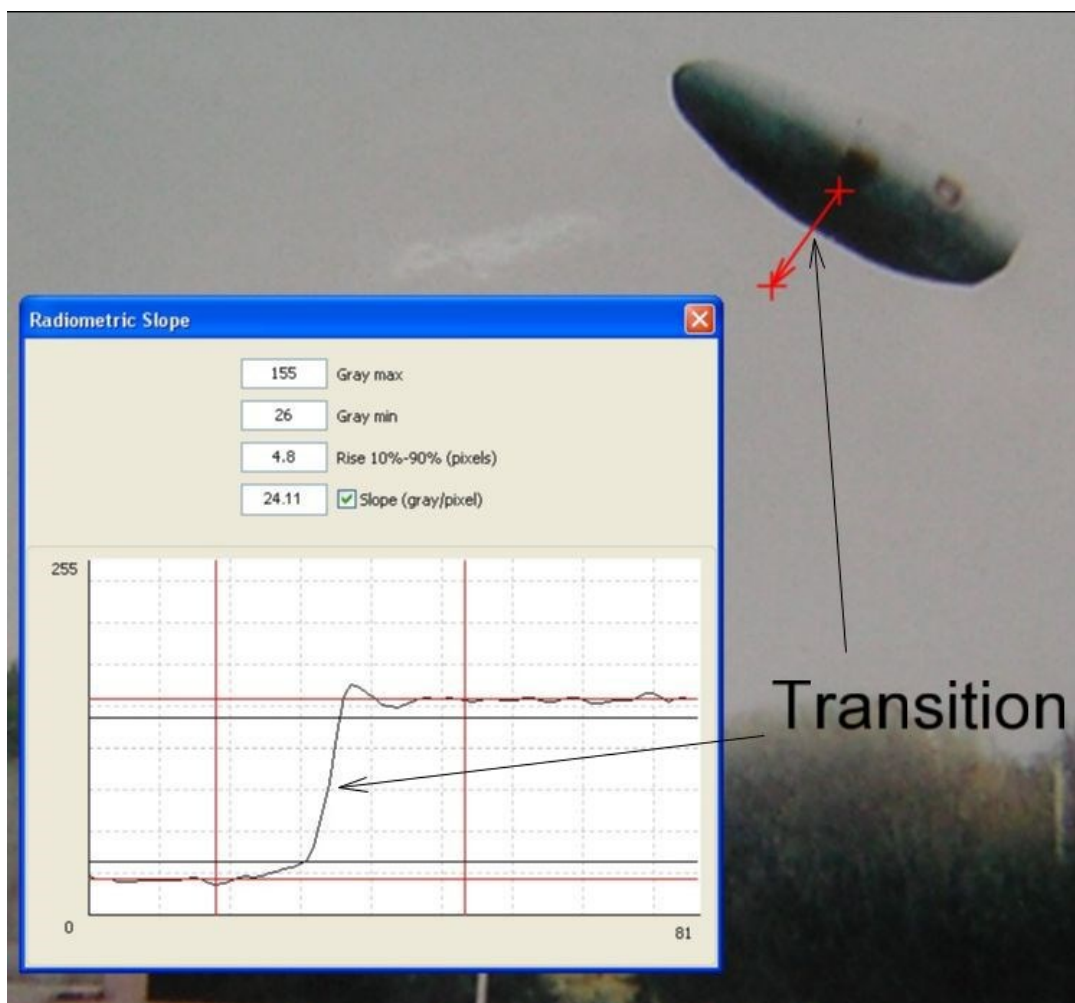 Radiometric Slope
155 Gray max
26 Gray min
4.8 Rise 10%-90% (pixels)
24.11 Slope (gray/pixel)
255
0
81
Transition